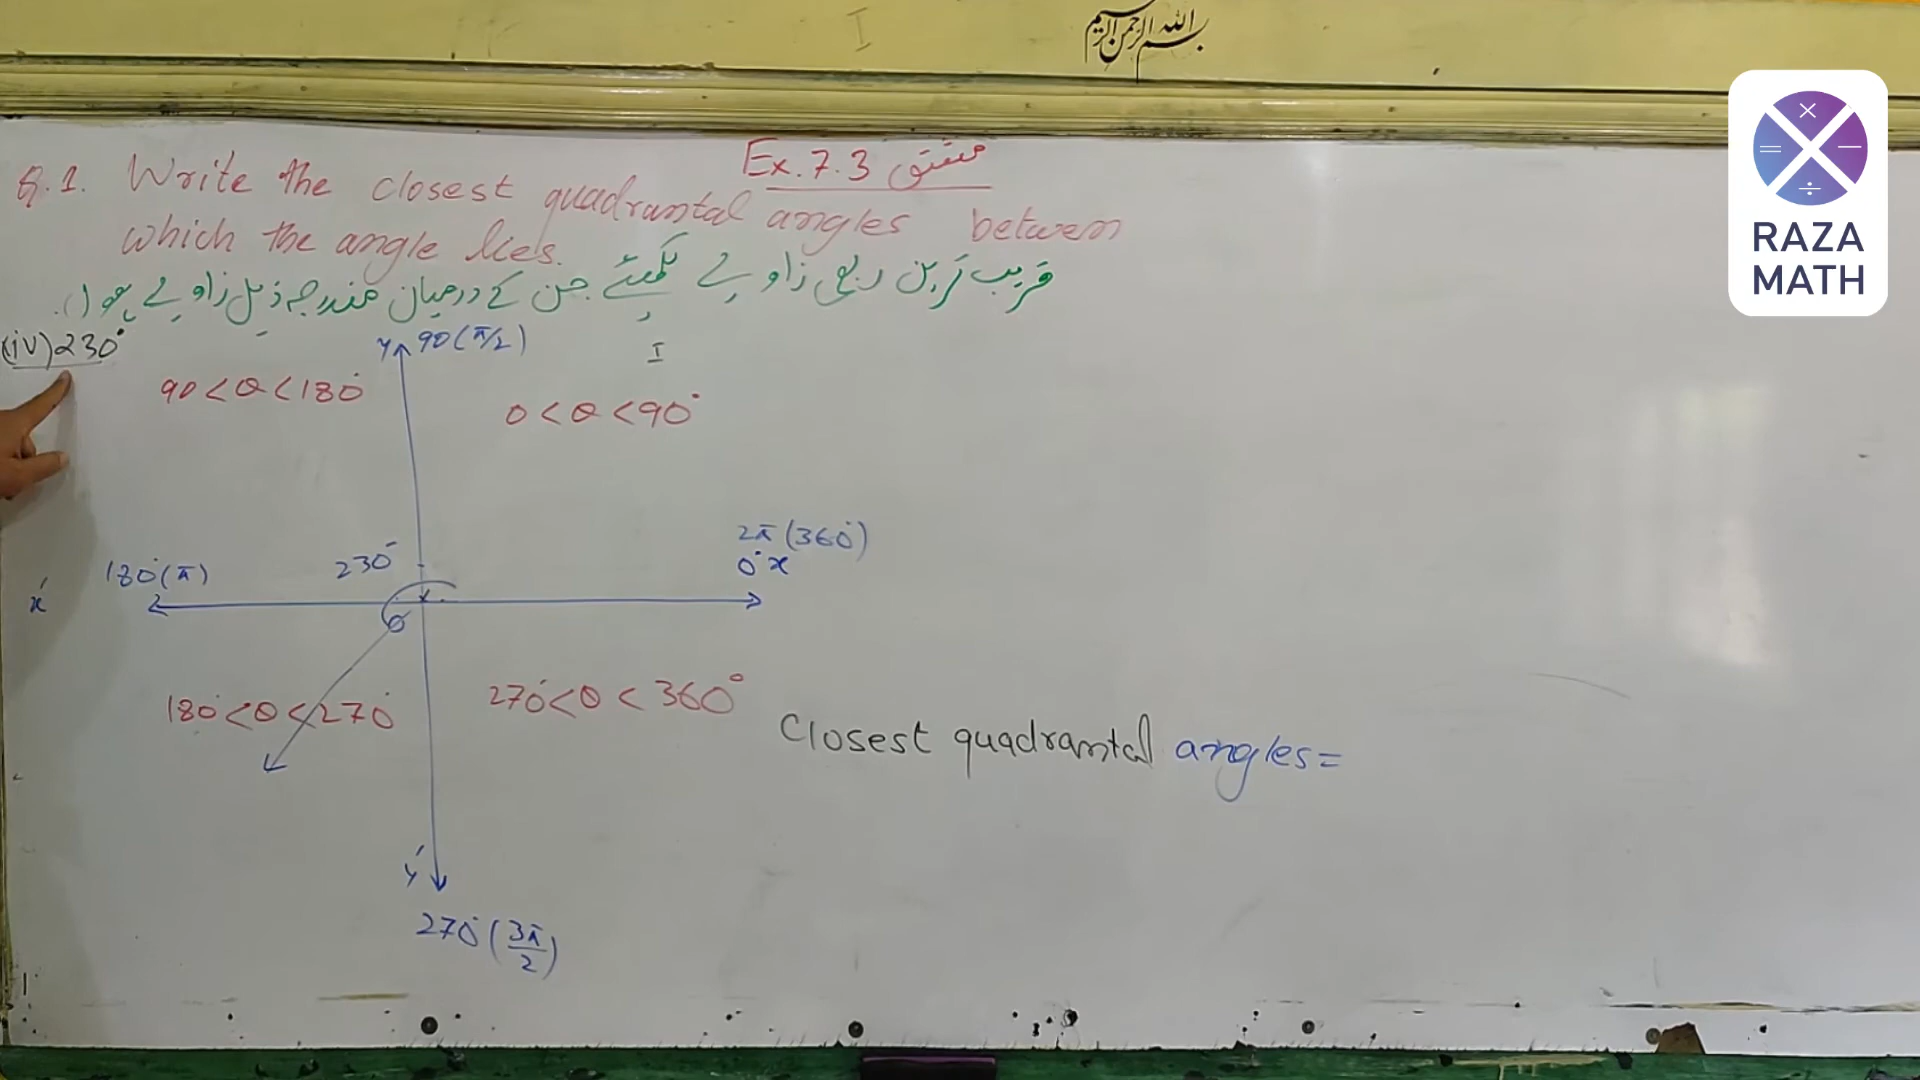 بسم اللہ الرحمن الرحیم
Ex. 7.3 مشق
Q.1. Write the closest quadrantal angles between
which the angle lies.
قریب ترین ربعی زاویے لکھیئے جن کے درمیان مندرجہ ذیل زاویے ہوں.
(iv) 230°
y 90(π/2)
I
90 < θ < 180°
0 < θ < 90°
2π (360°)
180°(π)
230°
0° x
x'
θ
180° < θ < 270°
270° < θ < 360°
Closest quadrantal angles =
y'
270° (3π/2)
RAZA
MATH